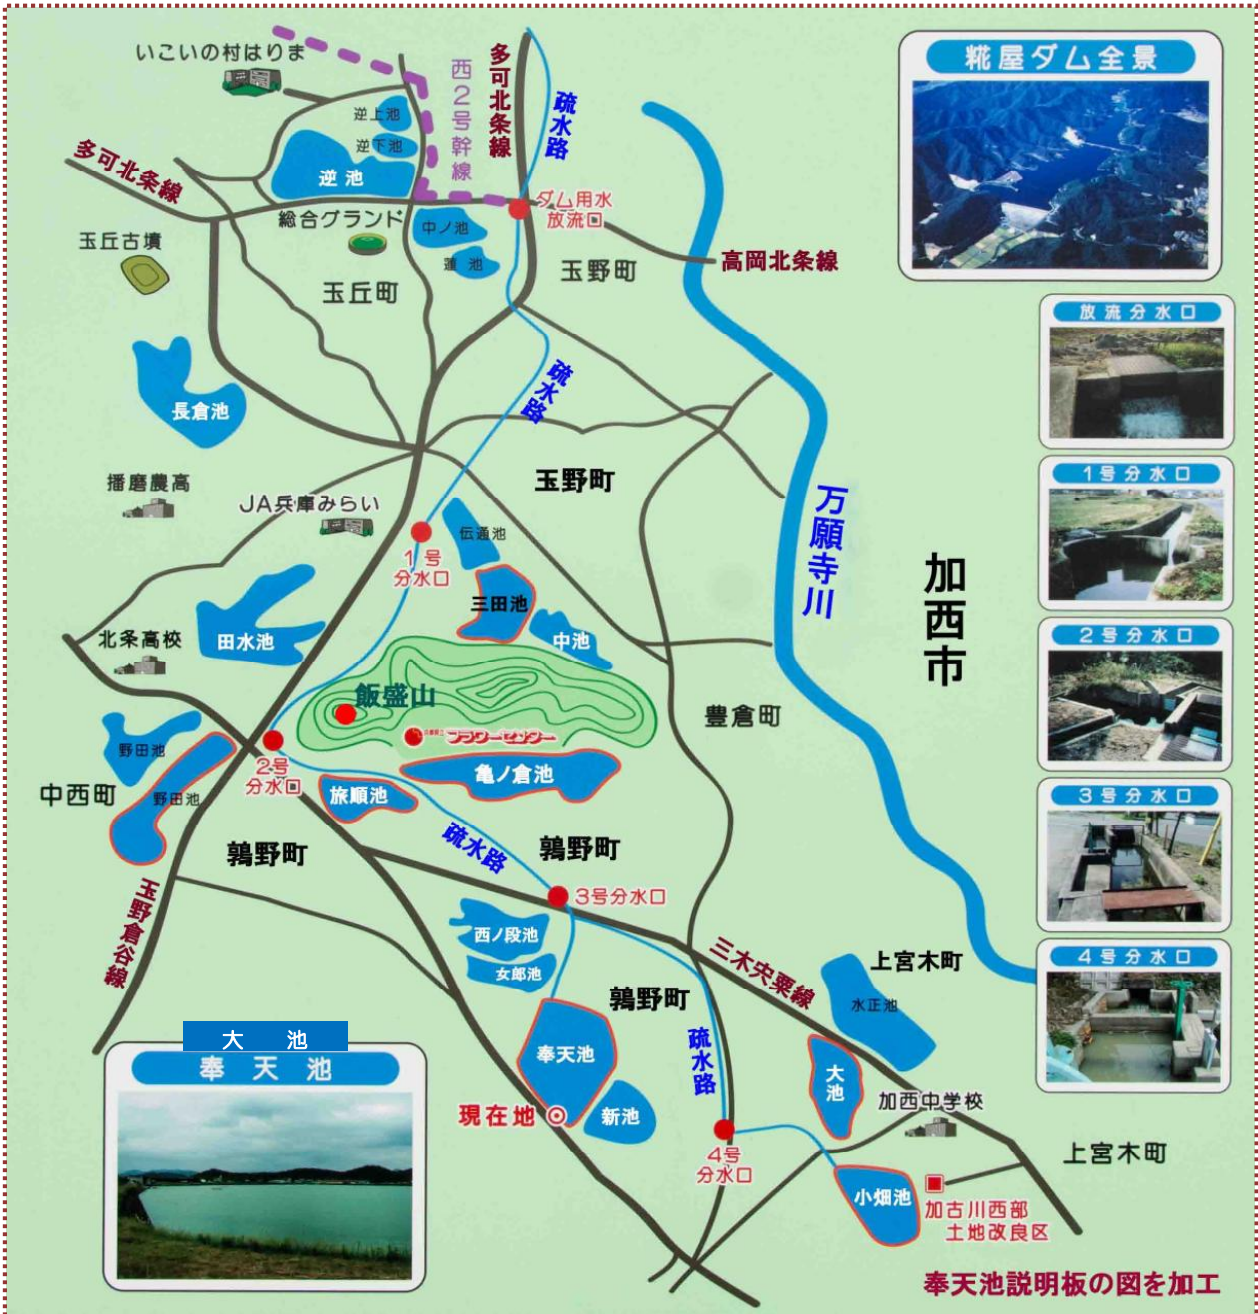 いこいの村はりま
多可北条線
西2号幹線
疏水路
糀屋ダム全景
逆上池
逆下池
逆池
多可北条線
総合グランド
ダム用水
放流口
中ノ池
蓮池
玉丘古墳
玉丘町
玉野町
高岡北条線
放流分水口
疏水路
長倉池
播磨農高
JA兵庫みらい
玉野町
1号分水口
伝通池
1号
分水口
万願寺川
加西市
三田池
中池
田水池
北条高校
2号分水口
飯盛山
豊倉町
フラワーセンター
野田池
2号
分水口
亀ノ倉池
旅順池
中西町
野田池
3号分水口
疏水路
鶉野町
鶉野町
3号分水口
玉野倉谷線
西ノ段池
女郎池
三木宍粟線
上宮木町
4号分水口
鶉野町
水正池
大池
奉天池
奉天池
疏水路
大池
新池
現在地
加西中学校
4号
分水口
上宮木町
小畑池
加古川西部
土地改良区
奉天池説明板の図を加工